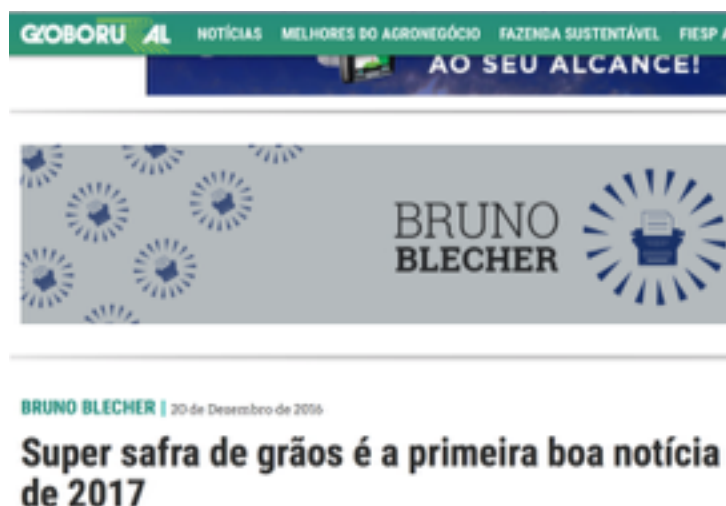 GLOBORURAL NOTÍCIAS MELHORES DO AGRONEGÓCIO FAZENDA SUSTENTÁVEL FIESP A
AO SEU ALCANCE!
BRUNO
BLECHER
BRUNO BLECHER | 20 de Dezembro de 2016
Super safra de grãos é a primeira boa notícia
de 2017